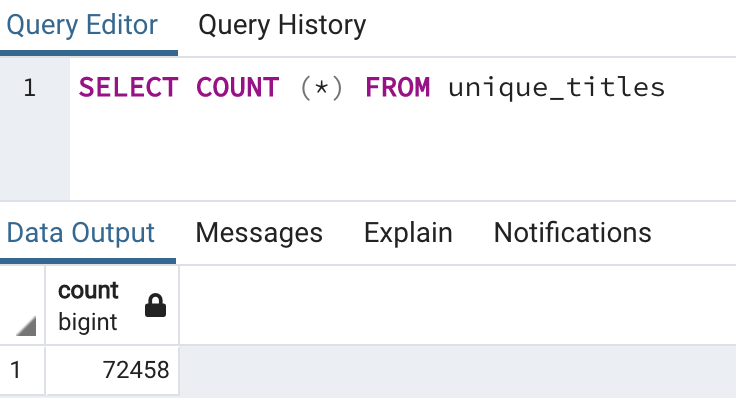 Query Editor Query History
1 SELECT COUNT (*) FROM unique_titles
Data Output Messages Explain Notifications
count
bigint
1 72458